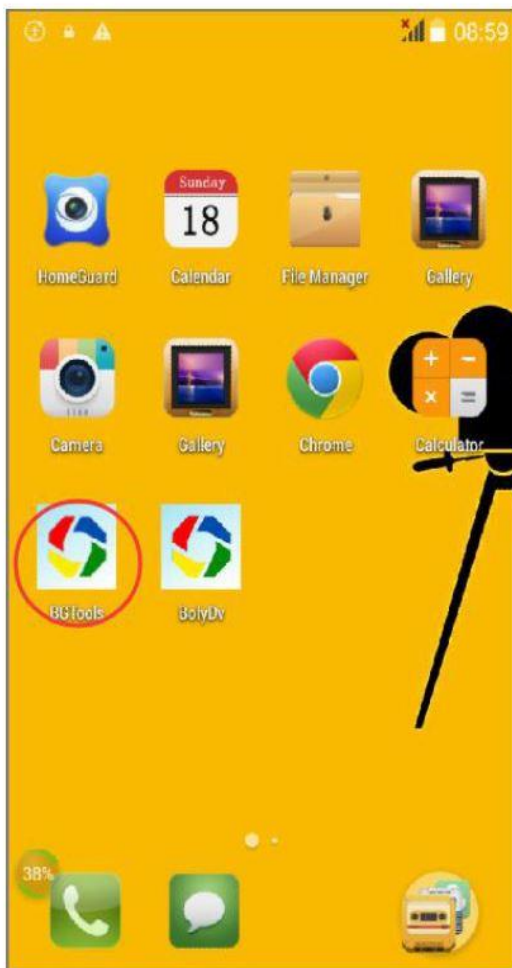 08:59
Sunday
18
HomeGuard
Calendar
File Manager
Gallery
Camera
Gallery
Chrome
Calculator
BGTools
BolyDv
38%